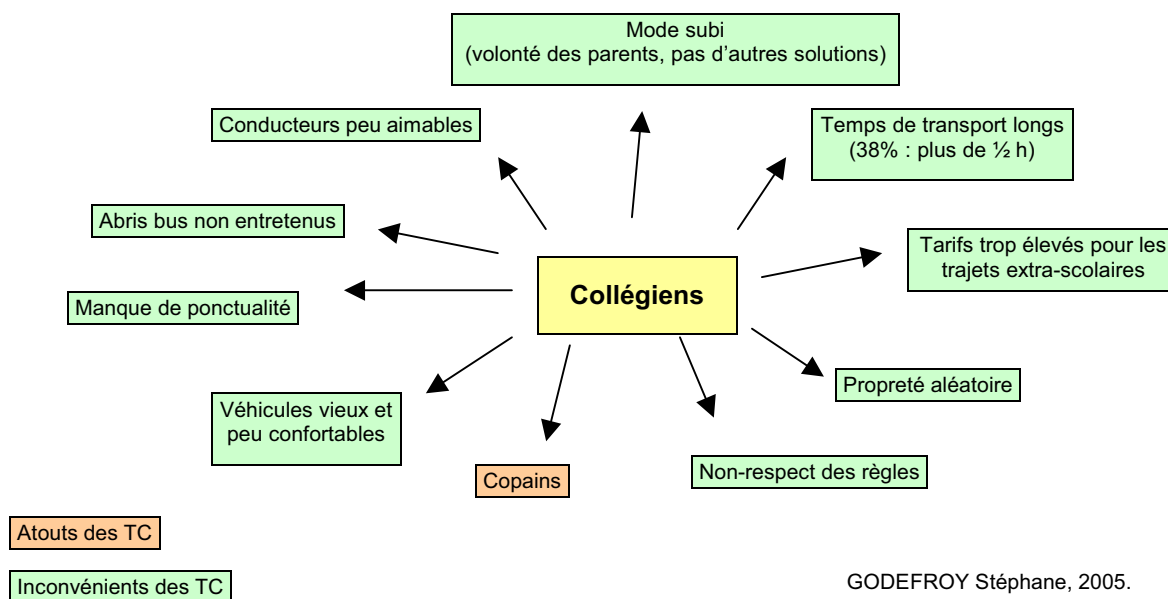 Mode subi
(volonté des parents, pas d'autres solutions)
Conducteurs peu aimables
Temps de transport longs
(38% : plus de ½ h)
Abris bus non entretenus
Tarifs trop élevés pour les
trajets extra-scolaires
Collégiens
Manque de ponctualité
Propreté aléatoire
Véhicules vieux et
peu confortables
Copains
Non-respect des règles
Atouts des TC
Inconvénients des TC
GODEFROY Stéphane, 2005.